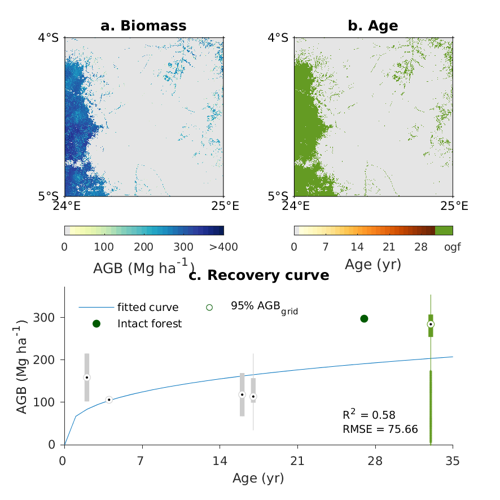 a. Biomass
b. Age
4°S
4°S
5°S
5°S
24°E
25°E
24°E
25°E
0 100 200 300 >400
0 7 14 21 28 ogf
AGB (Mg ha⁻¹)
Age (yr)
c. Recovery curve
fitted curve
95% AGB_grid
Intact forest
300
200
100
0
AGB (Mg ha⁻¹)
R² = 0.58
RMSE = 75.66
0 7 14 21 28 35
Age (yr)